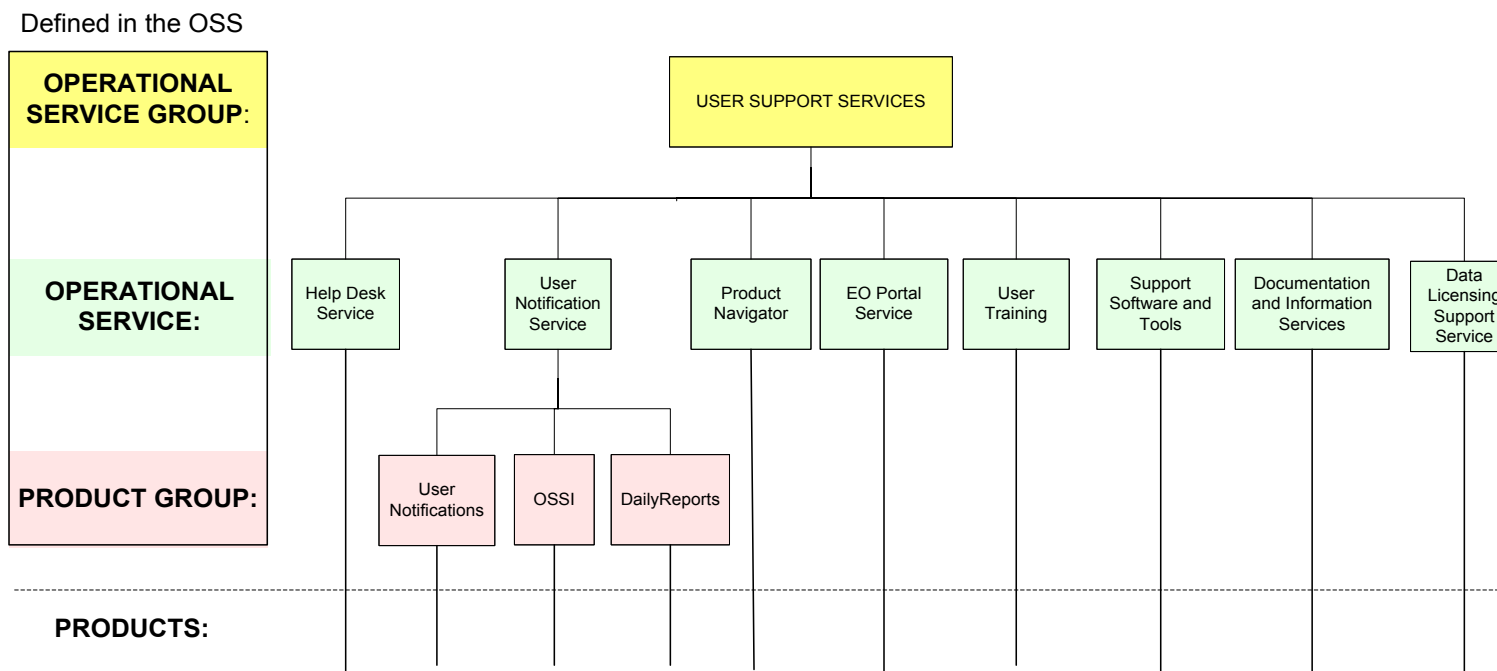 Defined in the OSS
OPERATIONAL
SERVICE GROUP:
USER SUPPORT SERVICES
OPERATIONAL
SERVICE:
Help Desk
Service
User
Notification
Service
Product
Navigator
EO Portal
Service
User
Training
Support
Software and
Tools
Documentation
and Information
Services
Data
Licensing
Support
Service
PRODUCT GROUP:
User
Notifications
OSSI
DailyReports
PRODUCTS: